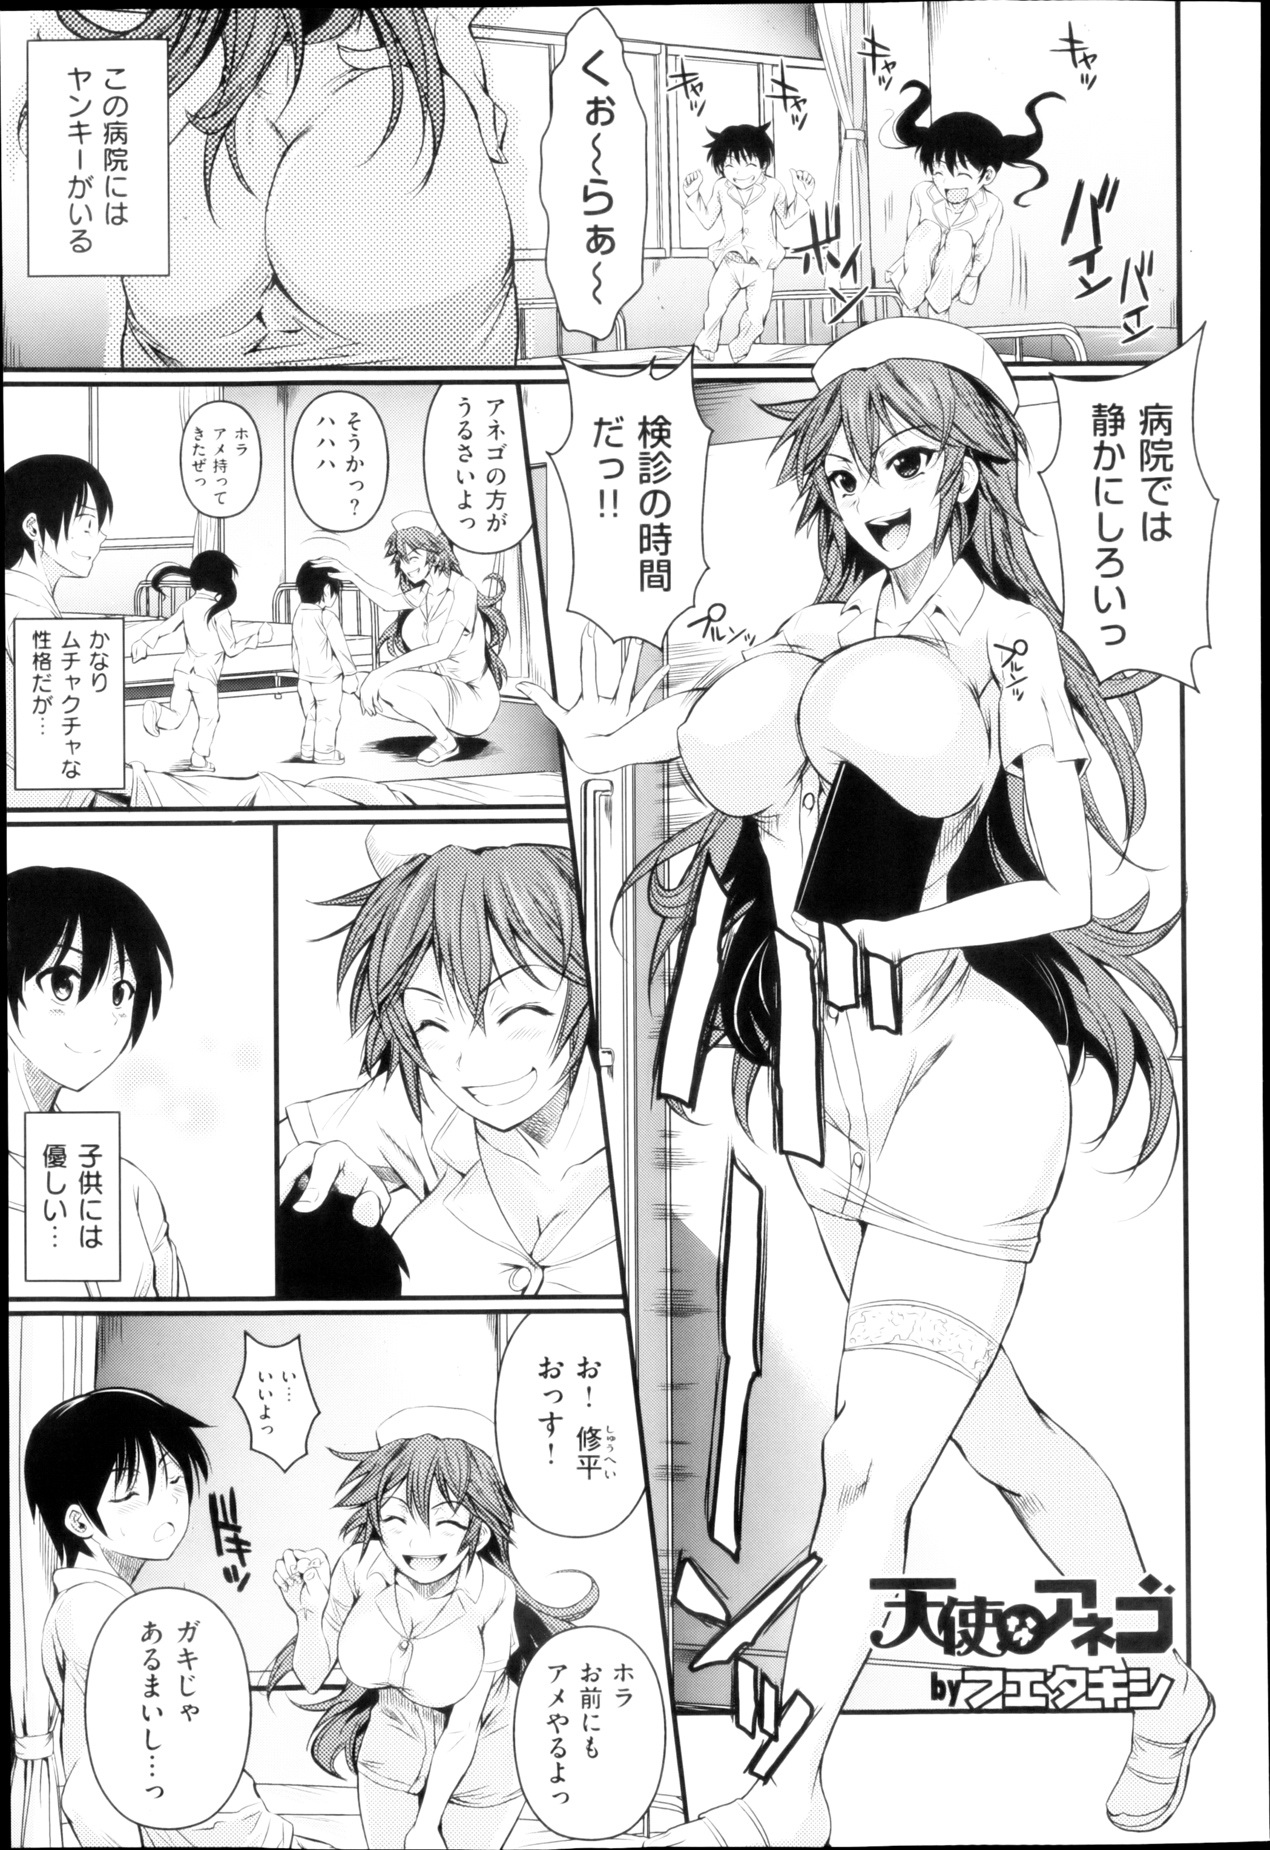 キャッ
キャッ
キャッ
キャッ
バイン
バイン
ボイン
くぉ〜らぁ〜
この病院には
ヤンキーがいる
病院では
静かにしろいっ
検診の時間
だっ!!
プルンッ
プルンッ
アネゴの方が
うるさいよっ
そうかっ?
ハハハ
ホラ
アメ持って
きたぜっ
かなり
ムチャクチャな
性格だが…
子供には
優しい…
お!修平
しゅうへい
おっす!
い…
いいよっ
ドキッ
ホラ
お前にも
アメやるよっ
ガキじゃ
あるまいし…っ
天使のアネゴ
byフエタキシ